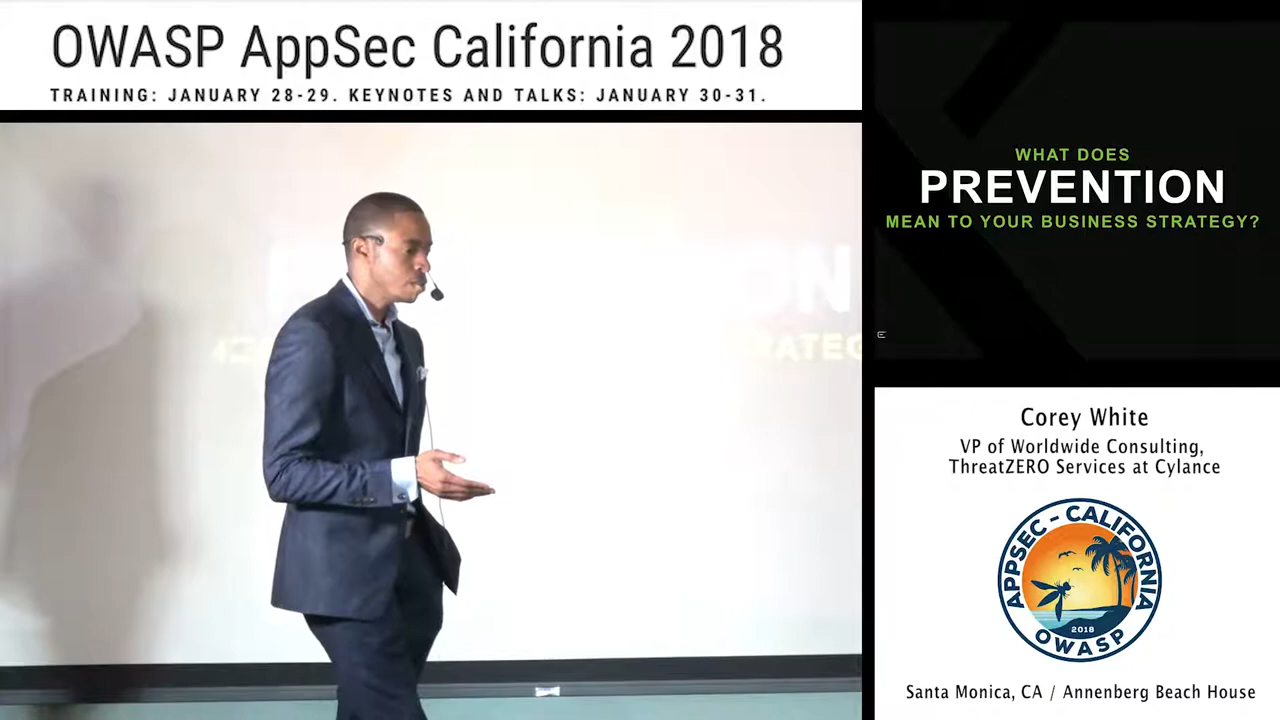 OWASP AppSec California 2018
TRAINING: JANUARY 28-29. KEYNOTES AND TALKS: JANUARY 30-31.
WHAT DOES
PREVENTION
MEAN TO YOUR BUSINESS STRATEGY?
Corey White
VP of Worldwide Consulting,
ThreatZERO Services at Cylance
APPSEC - CALIFORNIA
2018
OWASP
Santa Monica, CA / Annenberg Beach House